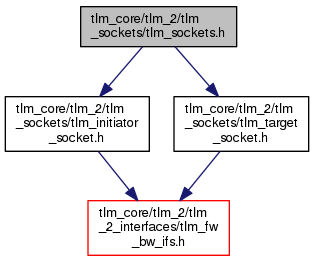 tlm_core/tlm_2/tlm
_sockets/tlm_sockets.h
tlm_core/tlm_2/tlm
_sockets/tlm_initiator
_socket.h
tlm_core/tlm_2/tlm
_sockets/tlm_target
_socket.h
tlm_core/tlm_2/tlm
_2_interfaces/tlm_fw
_bw_ifs.h